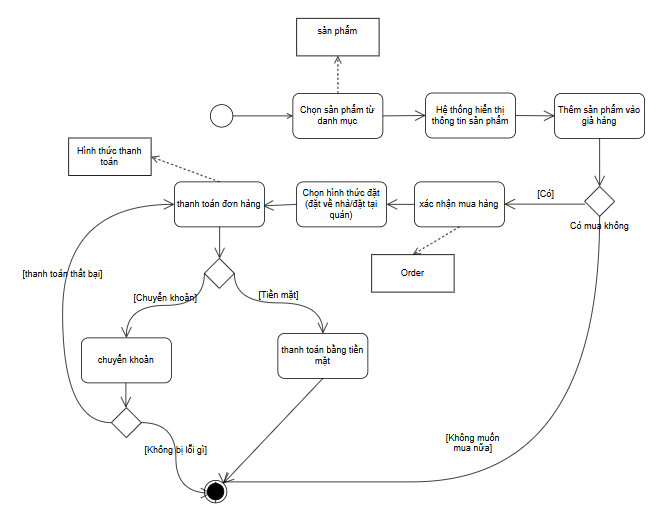 sản phẩm
Chọn sản phẩm từ
danh mục
Hệ thống hiển thị
thông tin sản phẩm
Thêm sản phẩm vào
giả hàng
Hình thức thanh
toán
thanh toán đơn hàng
Chọn hình thức đặt
(đặt về nhà/đặt tại
quán)
xác nhận mua hàng
[Có]
Có mua không
Order
[thanh toán thất bại]
[Chuyển khoản]
[Tiền mặt]
chuyển khoản
thanh toán bằng tiền
mặt
[Không bị lỗi gì]
[Không muốn
mua nữa]